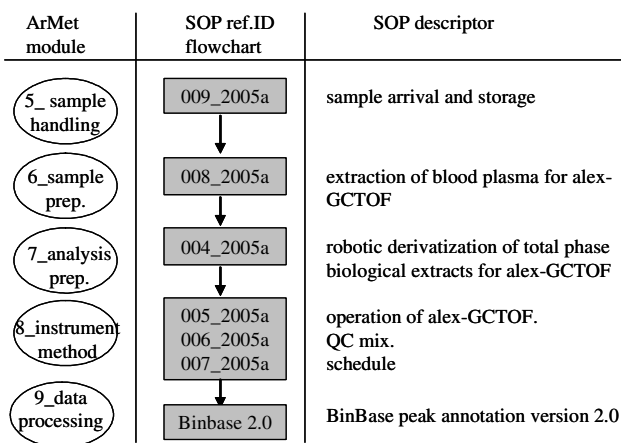 ArMet module
SOP ref.ID flowchart
SOP descriptor
5_ sample handling
009_2005a
sample arrival and storage
6_sample prep.
008_2005a
extraction of blood plasma for alex-
GCTOF
7_analysis prep.
004_2005a
robotic derivatization of total phase
biological extracts for alex-GCTOF
8_instrument method
005_2005a
operation of alex-GCTOF.
006_2005a
QC mix.
007_2005a
schedule
9_data processing
Binbase 2.0
BinBase peak annotation version 2.0